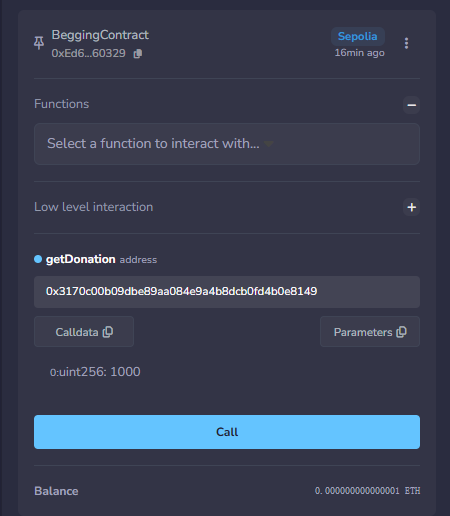 BeggingContract
Sepolia
0xEd6...60329
16min ago
Functions
Select a function to interact with...
Low level interaction
getDonation address
0x3170c00b09dbe89aa084e9a4b8dcb0fd4b0e8149
Calldata
Parameters
0:uint256: 1000
Call
Balance
0.000000000000001 ETH